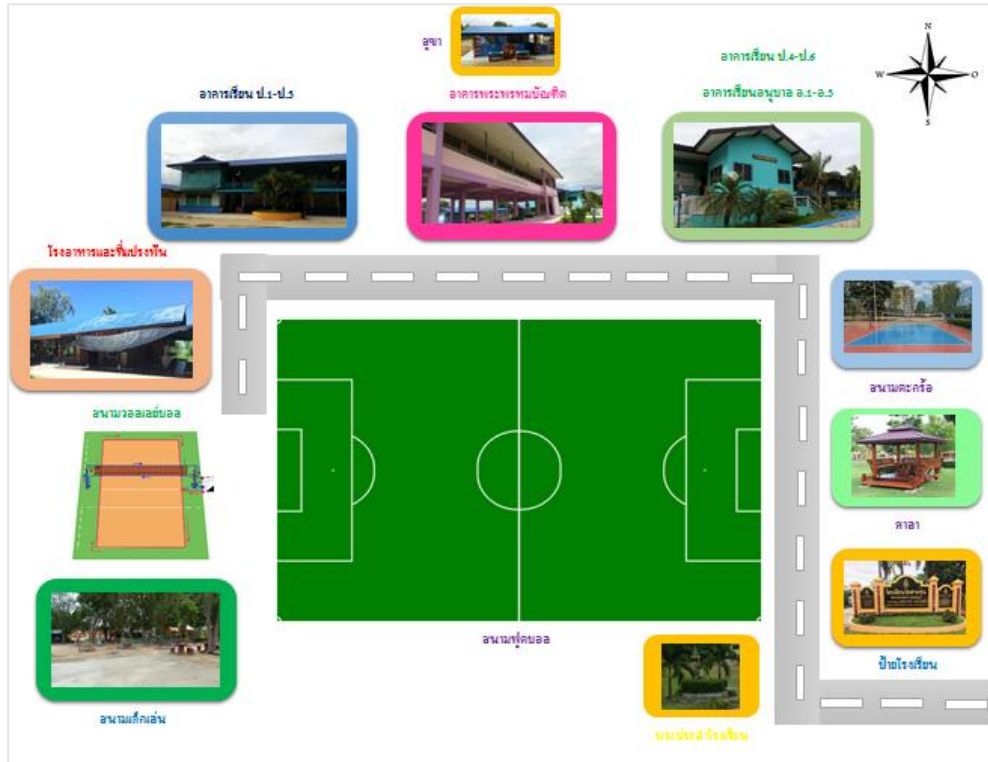 สุขา
N
W
O
S
อาคารเรียน ป.4-ป.6
อาคารเรียน ป.1-ป.3
อาคารพระพรหมบัณฑิต
อาคารเรียนอนุบาล อ.1-อ.3
โรงอาหารและที่แปรงฟัน
สนามตะกร้อ
สนามวอลเลย์บอล
ศาลา
สนามฟุตบอล
ป้ายโรงเรียน
สนามเด็กเล่น
พระประจำโรงเรียน